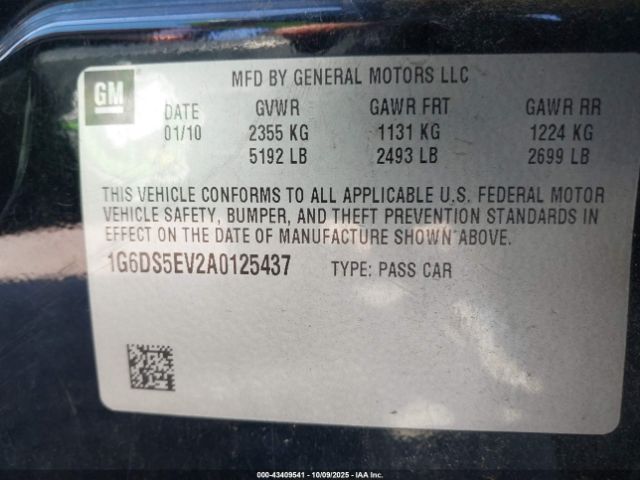 GM
MFD BY GENERAL MOTORS LLC
DATE GVWR GAWR FRT GAWR RR
01/10 2355 KG 1131 KG 1224 KG
5192 LB 2493 LB 2699 LB
THIS VEHICLE CONFORMS TO ALL APPLICABLE U.S. FEDERAL MOTOR
VEHICLE SAFETY, BUMPER, AND THEFT PREVENTION STANDARDS IN
EFFECT ON THE DATE OF MANUFACTURE SHOWN ABOVE.
1G6DS5EV2A0125437 TYPE: PASS CAR
000-43409541 - 10/09/2025 - IAA Inc.